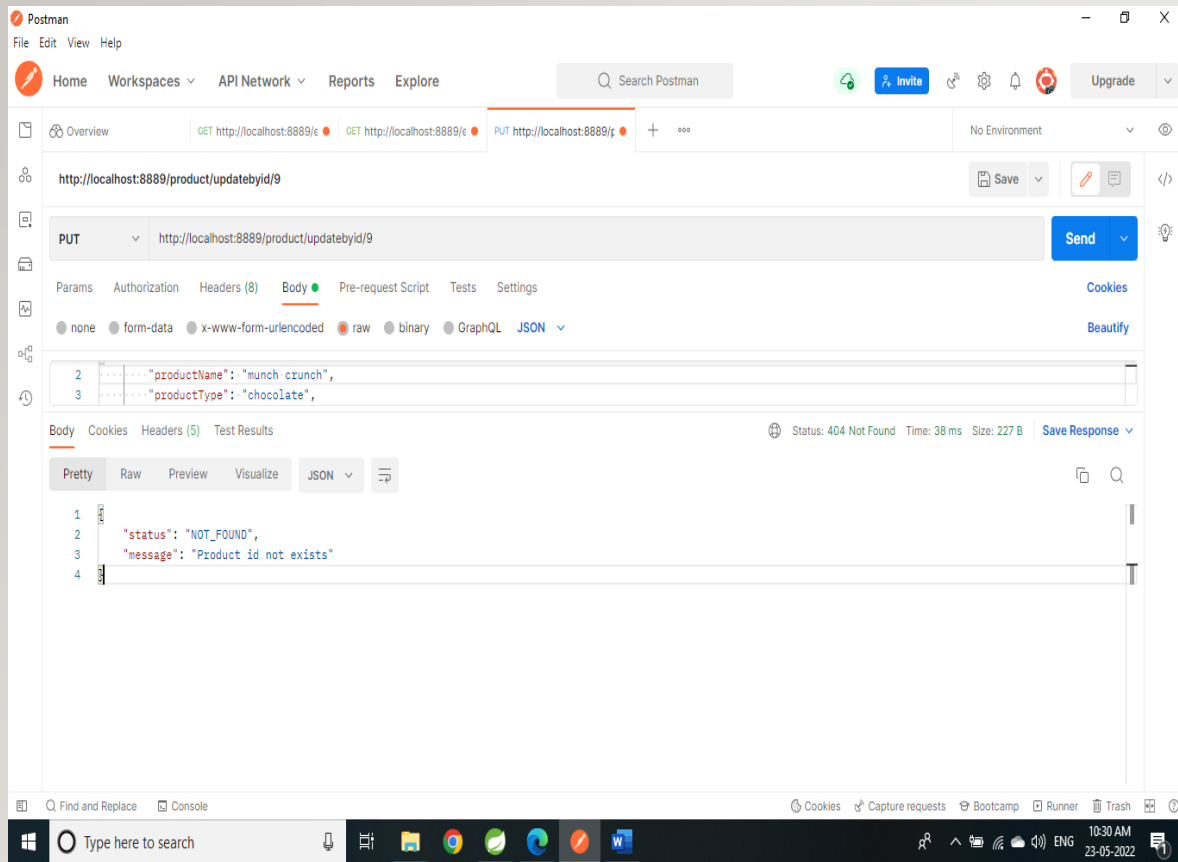 Postman
File Edit View Help
Home Workspaces API Network Reports Explore Search Postman Invite Upgrade
Overview GET http://localhost:8889/e GET http://localhost:8889/e PUT http://localhost:8889/p No Environment
http://localhost:8889/product/updatebyid/9 Save
PUT http://localhost:8889/product/updatebyid/9 Send
Params Authorization Headers (8) Body Pre-request Script Tests Settings Cookies
none form-data x-www-form-urlencoded raw binary GraphQL JSON Beautify
2 "productName": "munch crunch",
3 "productType": "chocolate",
Body Cookies Headers (5) Test Results Status: 404 Not Found Time: 38 ms Size: 227 B Save Response
Pretty Raw Preview Visualize JSON
1 {
2 "status": "NOT_FOUND",
3 "message": "Product id not exists"
4 }
Find and Replace Console Cookies Capture requests Bootcamp Runner Trash
Type here to search ENG 10:30 AM
23-05-2022 1